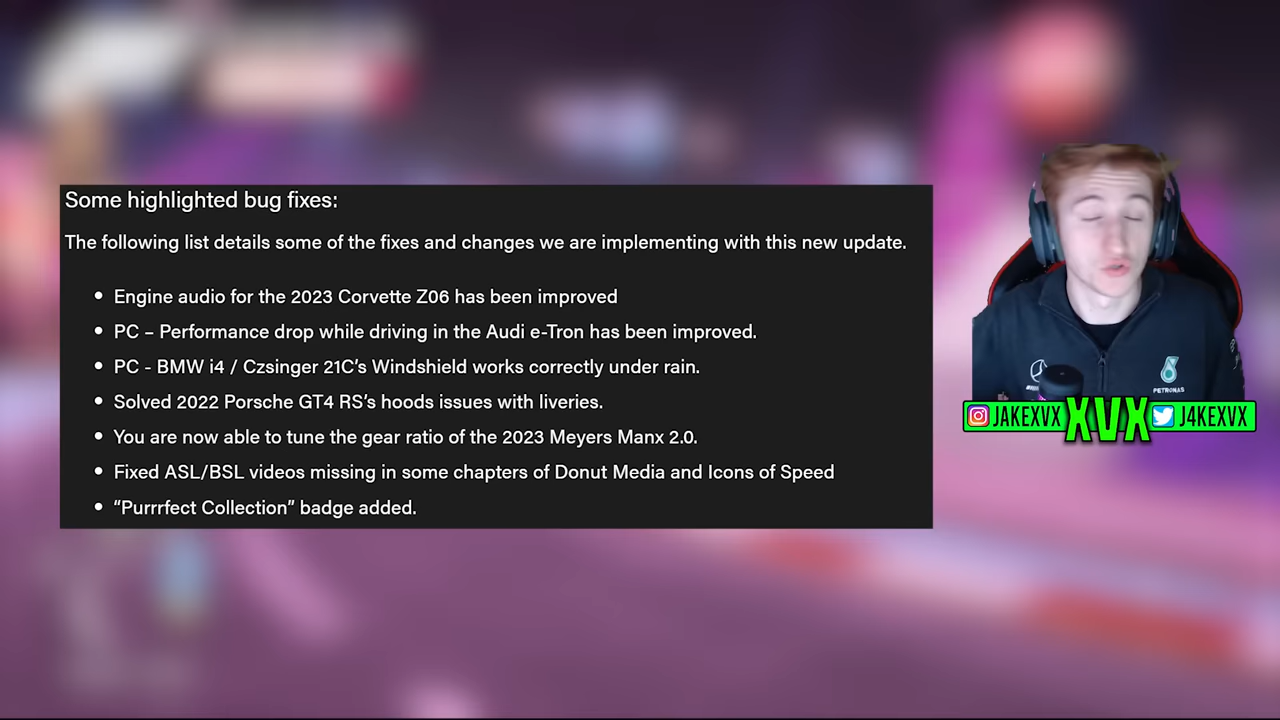 Some highlighted bug fixes:
The following list details some of the fixes and changes we are implementing with this new update.
• Engine audio for the 2023 Corvette Z06 has been improved
• PC – Performance drop while driving in the Audi e-Tron has been improved.
• PC - BMW i4 / Czsinger 21C’s Windshield works correctly under rain.
• Solved 2022 Porsche GT4 RS’s hoods issues with liveries.
• You are now able to tune the gear ratio of the 2023 Meyers Manx 2.0.
• Fixed ASL/BSL videos missing in some chapters of Donut Media and Icons of Speed
• “Purrrfect Collection” badge added.
PETRONAS
JAKEXVX XVX J4KEXVX